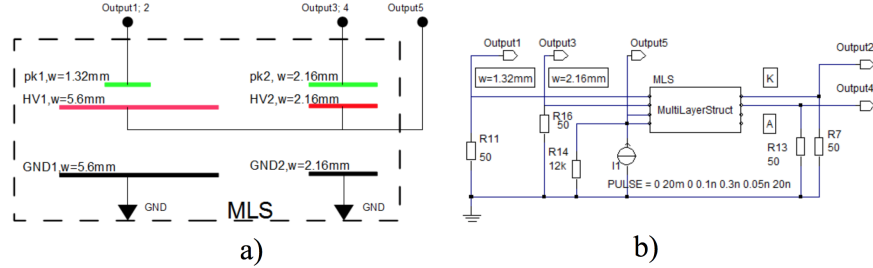 Output1; 2
Output3; 4
Output5
pk1,w=1.32mm
pk2, w=2.16mm
HV1,w=5.6mm
HV2,w=2.16mm
GND1,w=5.6mm
GND2,w=2.16mm
GND
MLS
GND
a)
Output1
Output3
Output5
Output2
w=1.32mm
w=2.16mm
MLS
K
Output4
MultiLayerStruct
A
R16
50
R11
50
R14
12k
I1
R13
50
R7
50
PULSE = 0 20m 0 0.1n 0.3n 0.05n 20n
b)